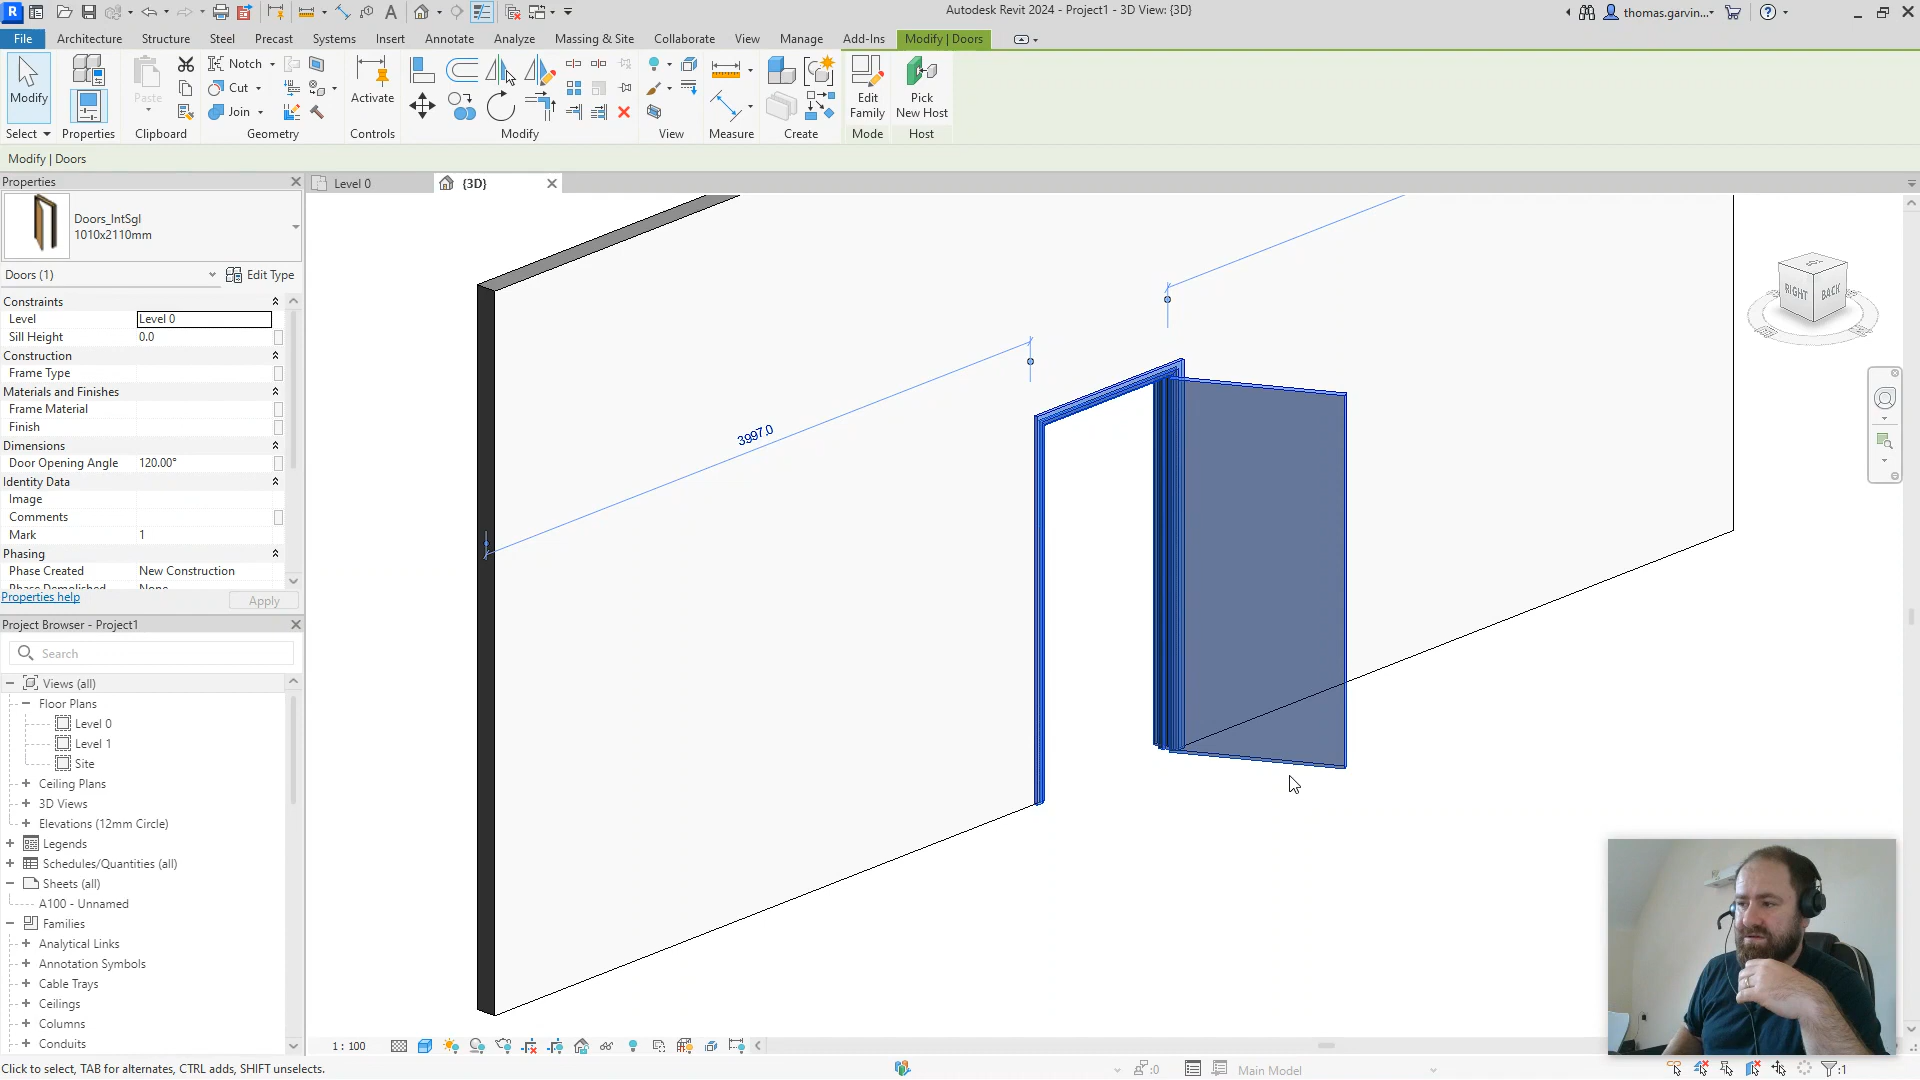 Autodesk Revit 2024 - Project1 - 3D View: {3D}
thomas.garvin...
File Architecture Structure Steel Precast Systems Insert Annotate Analyze Massing & Site Collaborate View Manage Add-Ins Modify | Doors
Modify
Paste
Notch
Cut
Join
Activate
Edit Family
Pick New Host
Select Properties Clipboard Geometry Controls Modify View Measure Create Mode Host
Modify | Doors
Properties
Level 0
{3D}
Doors_IntSgl
1010x2110mm
Doors (1)
Edit Type
Constraints
Level Level 0
Sill Height 0.0
Construction
Frame Type
Materials and Finishes
Frame Material
Finish
Dimensions
Door Opening Angle 120.00°
Identity Data
Image
Comments
Mark 1
Phasing
Phase Created New Construction
Phase Demolished None
Properties help
Apply
3997.0
RIGHT
BACK
Project Browser - Project1
Search
Views (all)
Floor Plans
Level 0
Level 1
Site
Ceiling Plans
3D Views
Elevations (12mm Circle)
Legends
Schedules/Quantities (all)
Sheets (all)
A100 - Unnamed
Families
Analytical Links
Annotation Symbols
Cable Trays
Ceilings
Columns
Conduits
1 : 100
Click to select, TAB for alternates, CTRL adds, SHIFT unselects.
:0
Main Model
:1